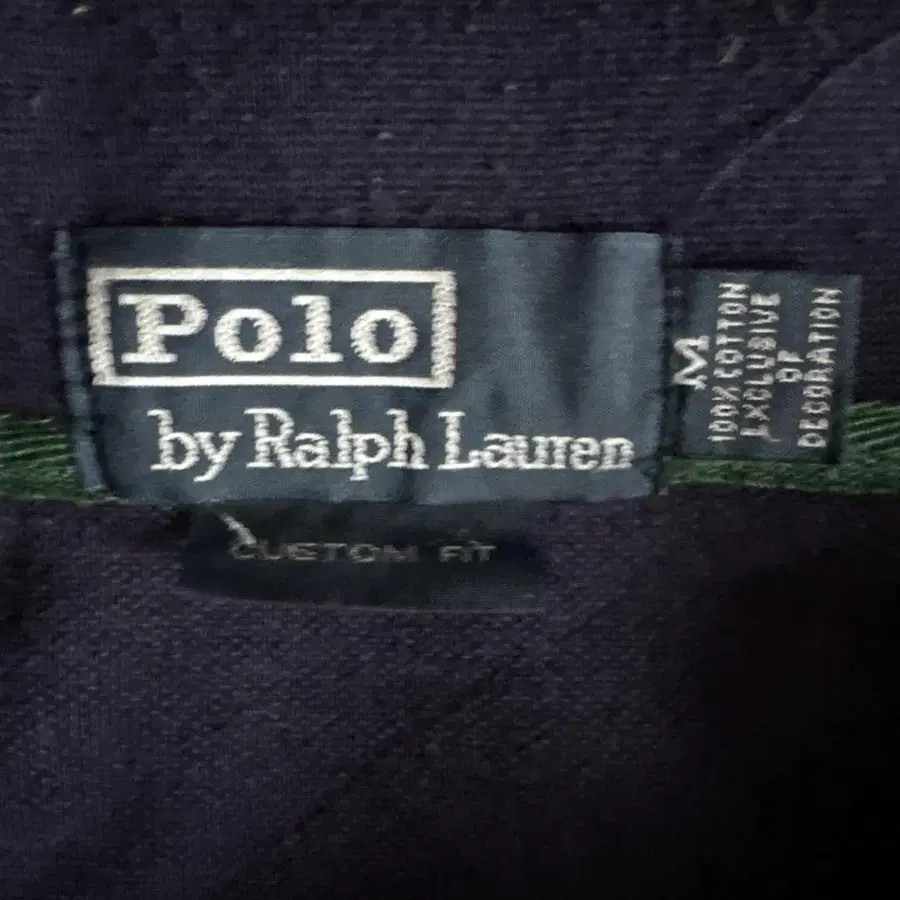 Polo
by Ralph Lauren
CUSTOM FIT
M
100% COTTON
EXCLUSIVE
OF
DECORATION